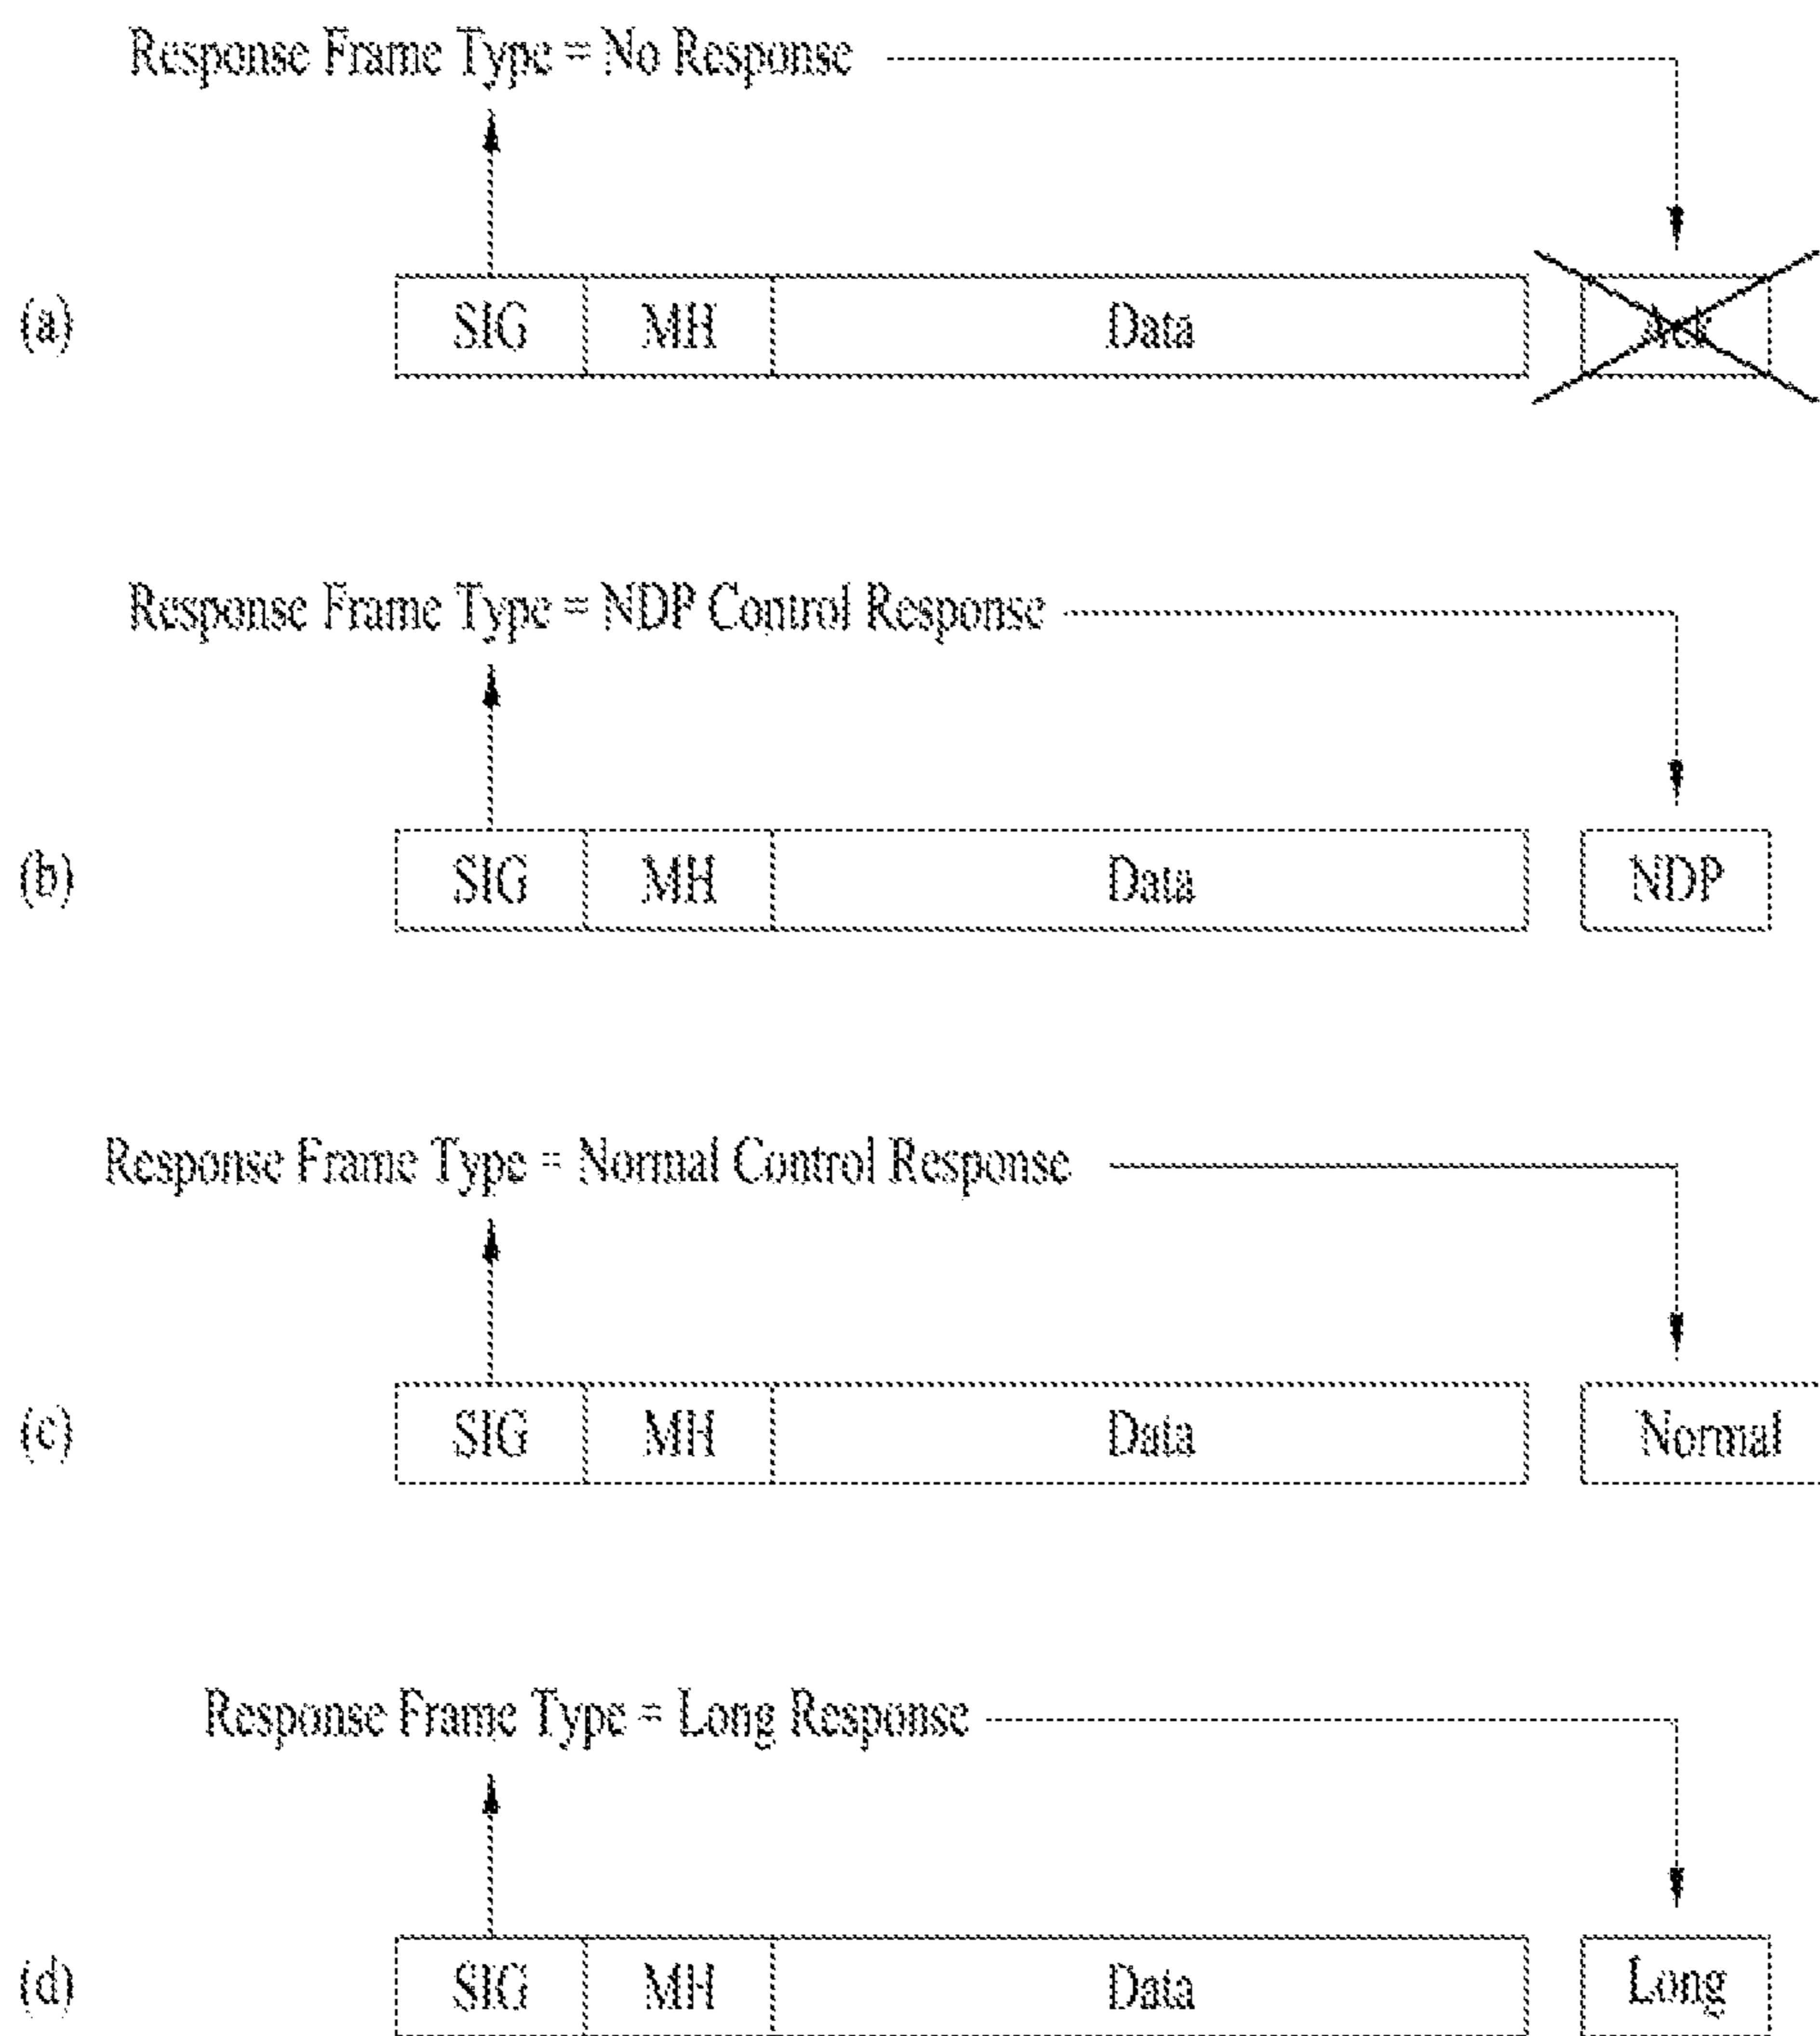 Response Frame Type = No Response
(a) SIG MH Data Ack
Response Frame Type = NDP Control Response
(b) SIG MH Data NDP
Response Frame Type = Normal Control Response
(c) SIG MH Data Normal
Response Frame Type = Long Response
(d) SIG MH Data Long